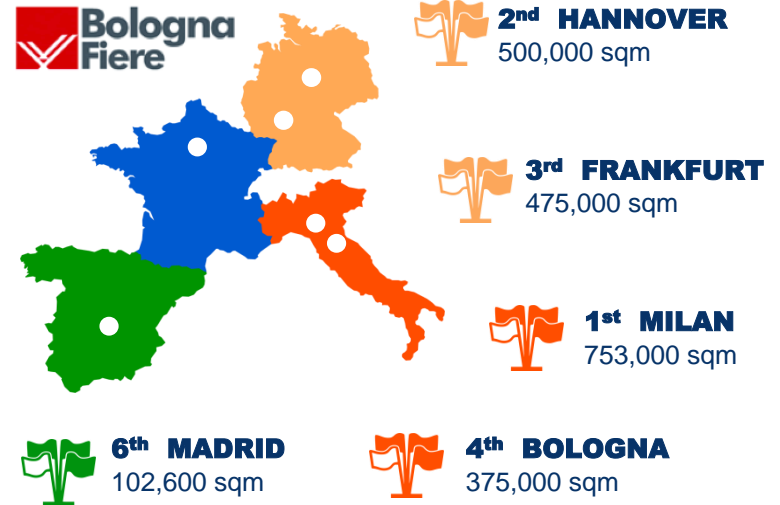 Bologna
Fiere
2nd HANNOVER
500,000 sqm
3rd FRANKFURT
475,000 sqm
1st MILAN
753,000 sqm
6th MADRID
102,600 sqm
4th BOLOGNA
375,000 sqm